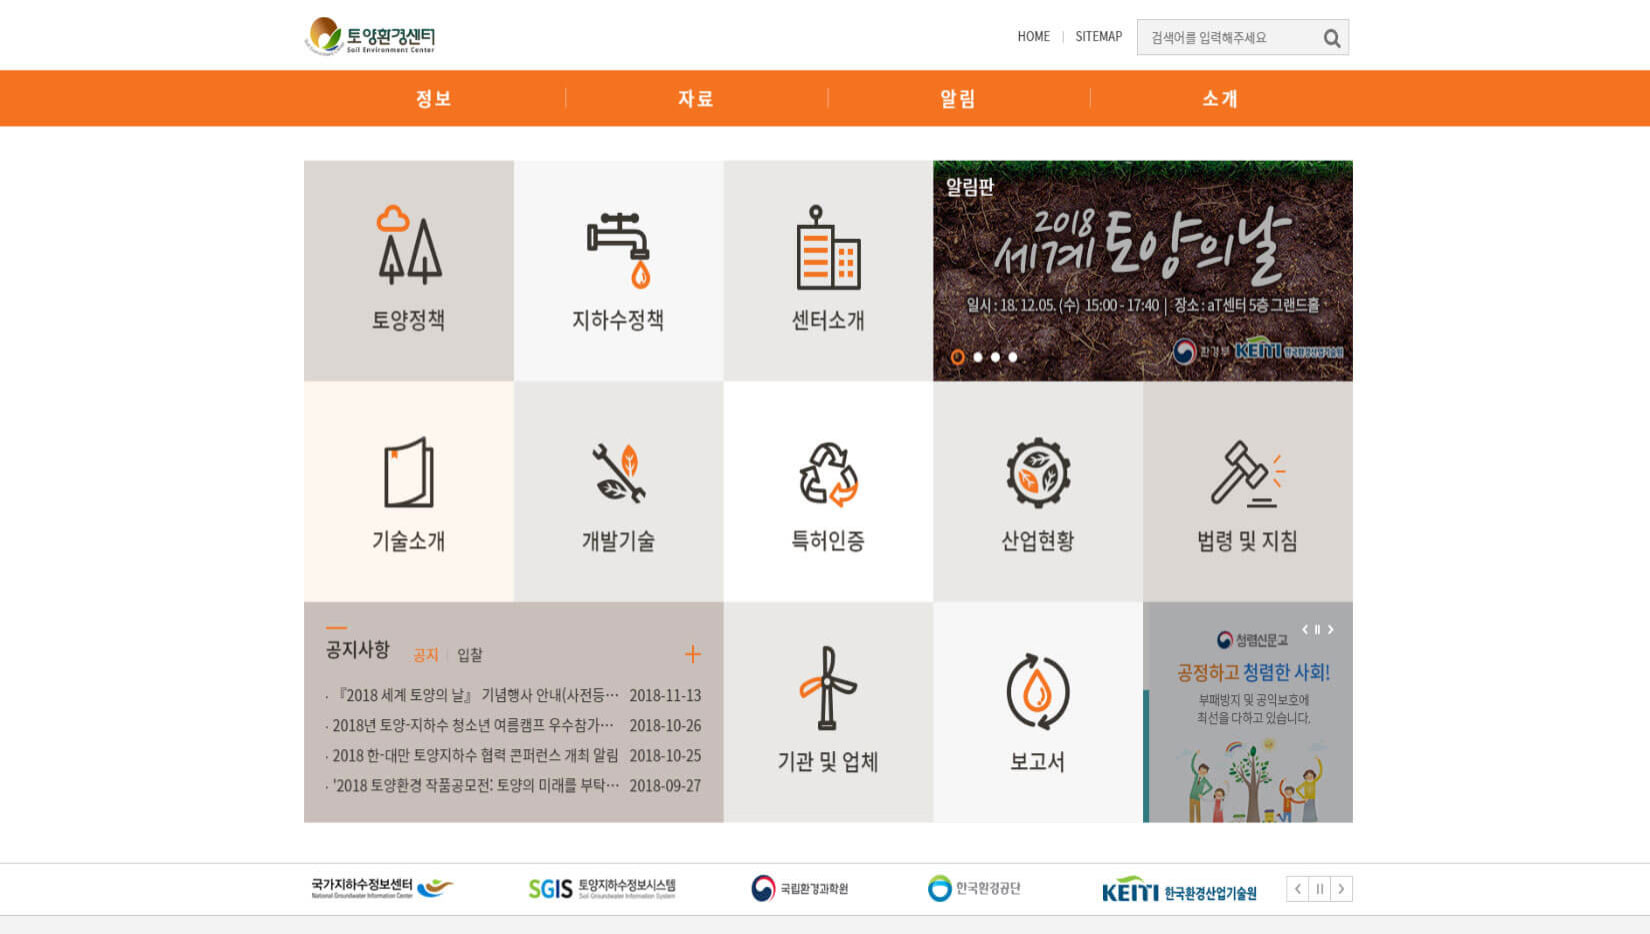 토양환경센터
Soil Environment Center
HOME
SITEMAP
검색어를 입력해주세요
정보
자료
알림
소개
토양정책
지하수정책
센터소개
알림판
2018
세계 토양의 날
일시 : 18. 12. 05. (수) 15:00 - 17:40 | 장소 : aT센터 5층 그랜드홀
환경부
KEITI 한국환경산업기술원
기술소개
개발기술
특허인증
산업현황
법령 및 지침
공지사항
공지
입찰
· 『2018 세계 토양의 날』 기념행사 안내(사전등··· 2018-11-13
· 2018년 토양-지하수 청소년 여름캠프 우수참가··· 2018-10-26
· 2018 한-대만 토양지하수 협력 콘퍼런스 개최 알림 2018-10-25
· '2018 토양환경 작품공모전: 토양의 미래를 부탁··· 2018-09-27
기관 및 업체
보고서
청렴신문고
공정하고 청렴한 사회!
부패방지 및 공익보호에
최선을 다하고 있습니다.
국가지하수정보센터
National Groundwater Information Center
SGIS 토양지하수정보시스템
Soil Groundwater Information System
국립환경과학원
한국환경공단
KEITI 한국환경산업기술원